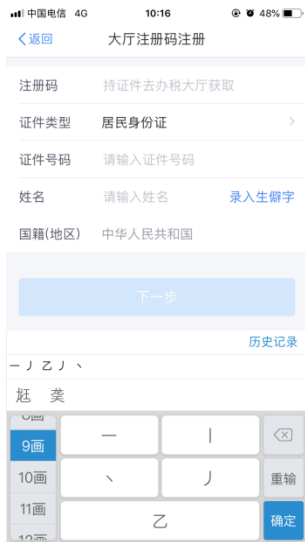 中国电信 4G 10:16 48%
返回 大厅注册码注册
注册码 持证件去办税大厅获取
证件类型 居民身份证
证件号码 请输入证件号码
姓名 请输入姓名 录入生僻字
国籍(地区) 中华人民共和国
下一步
历史记录
一丿乙丿丶
尪 䶮
8画
9画 一 丨
10画 丶 丿 重输
11画 乙 确定
12画